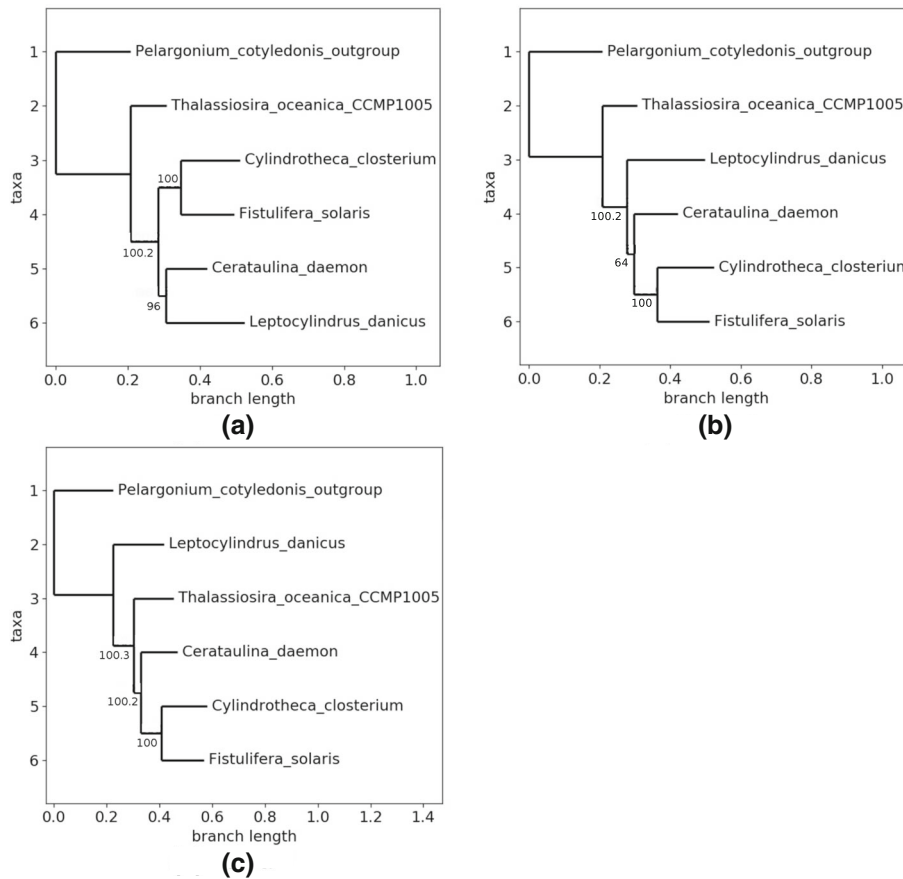 1
Pelargonium_cotyledonis_outgroup
2
Thalassiosira_oceanica_CCMP1005
3
Cylindrotheca_closterium
100
4
Fistulifera_solaris
100.2
5
Cerataulina_daemon
96
6
Leptocylindrus_danicus
taxa
0.0 0.2 0.4 0.6 0.8 1.0
branch length
(a)
1
Pelargonium_cotyledonis_outgroup
2
Thalassiosira_oceanica_CCMP1005
3
Leptocylindrus_danicus
4
Cerataulina_daemon
100.2
64
5
Cylindrotheca_closterium
100
6
Fistulifera_solaris
taxa
0.0 0.2 0.4 0.6 0.8 1.0
branch length
(b)
1
Pelargonium_cotyledonis_outgroup
2
Leptocylindrus_danicus
3
Thalassiosira_oceanica_CCMP1005
4
Cerataulina_daemon
100.3
100.2
5
Cylindrotheca_closterium
100
6
Fistulifera_solaris
taxa
0.0 0.2 0.4 0.6 0.8 1.0 1.2 1.4
branch length
(c)